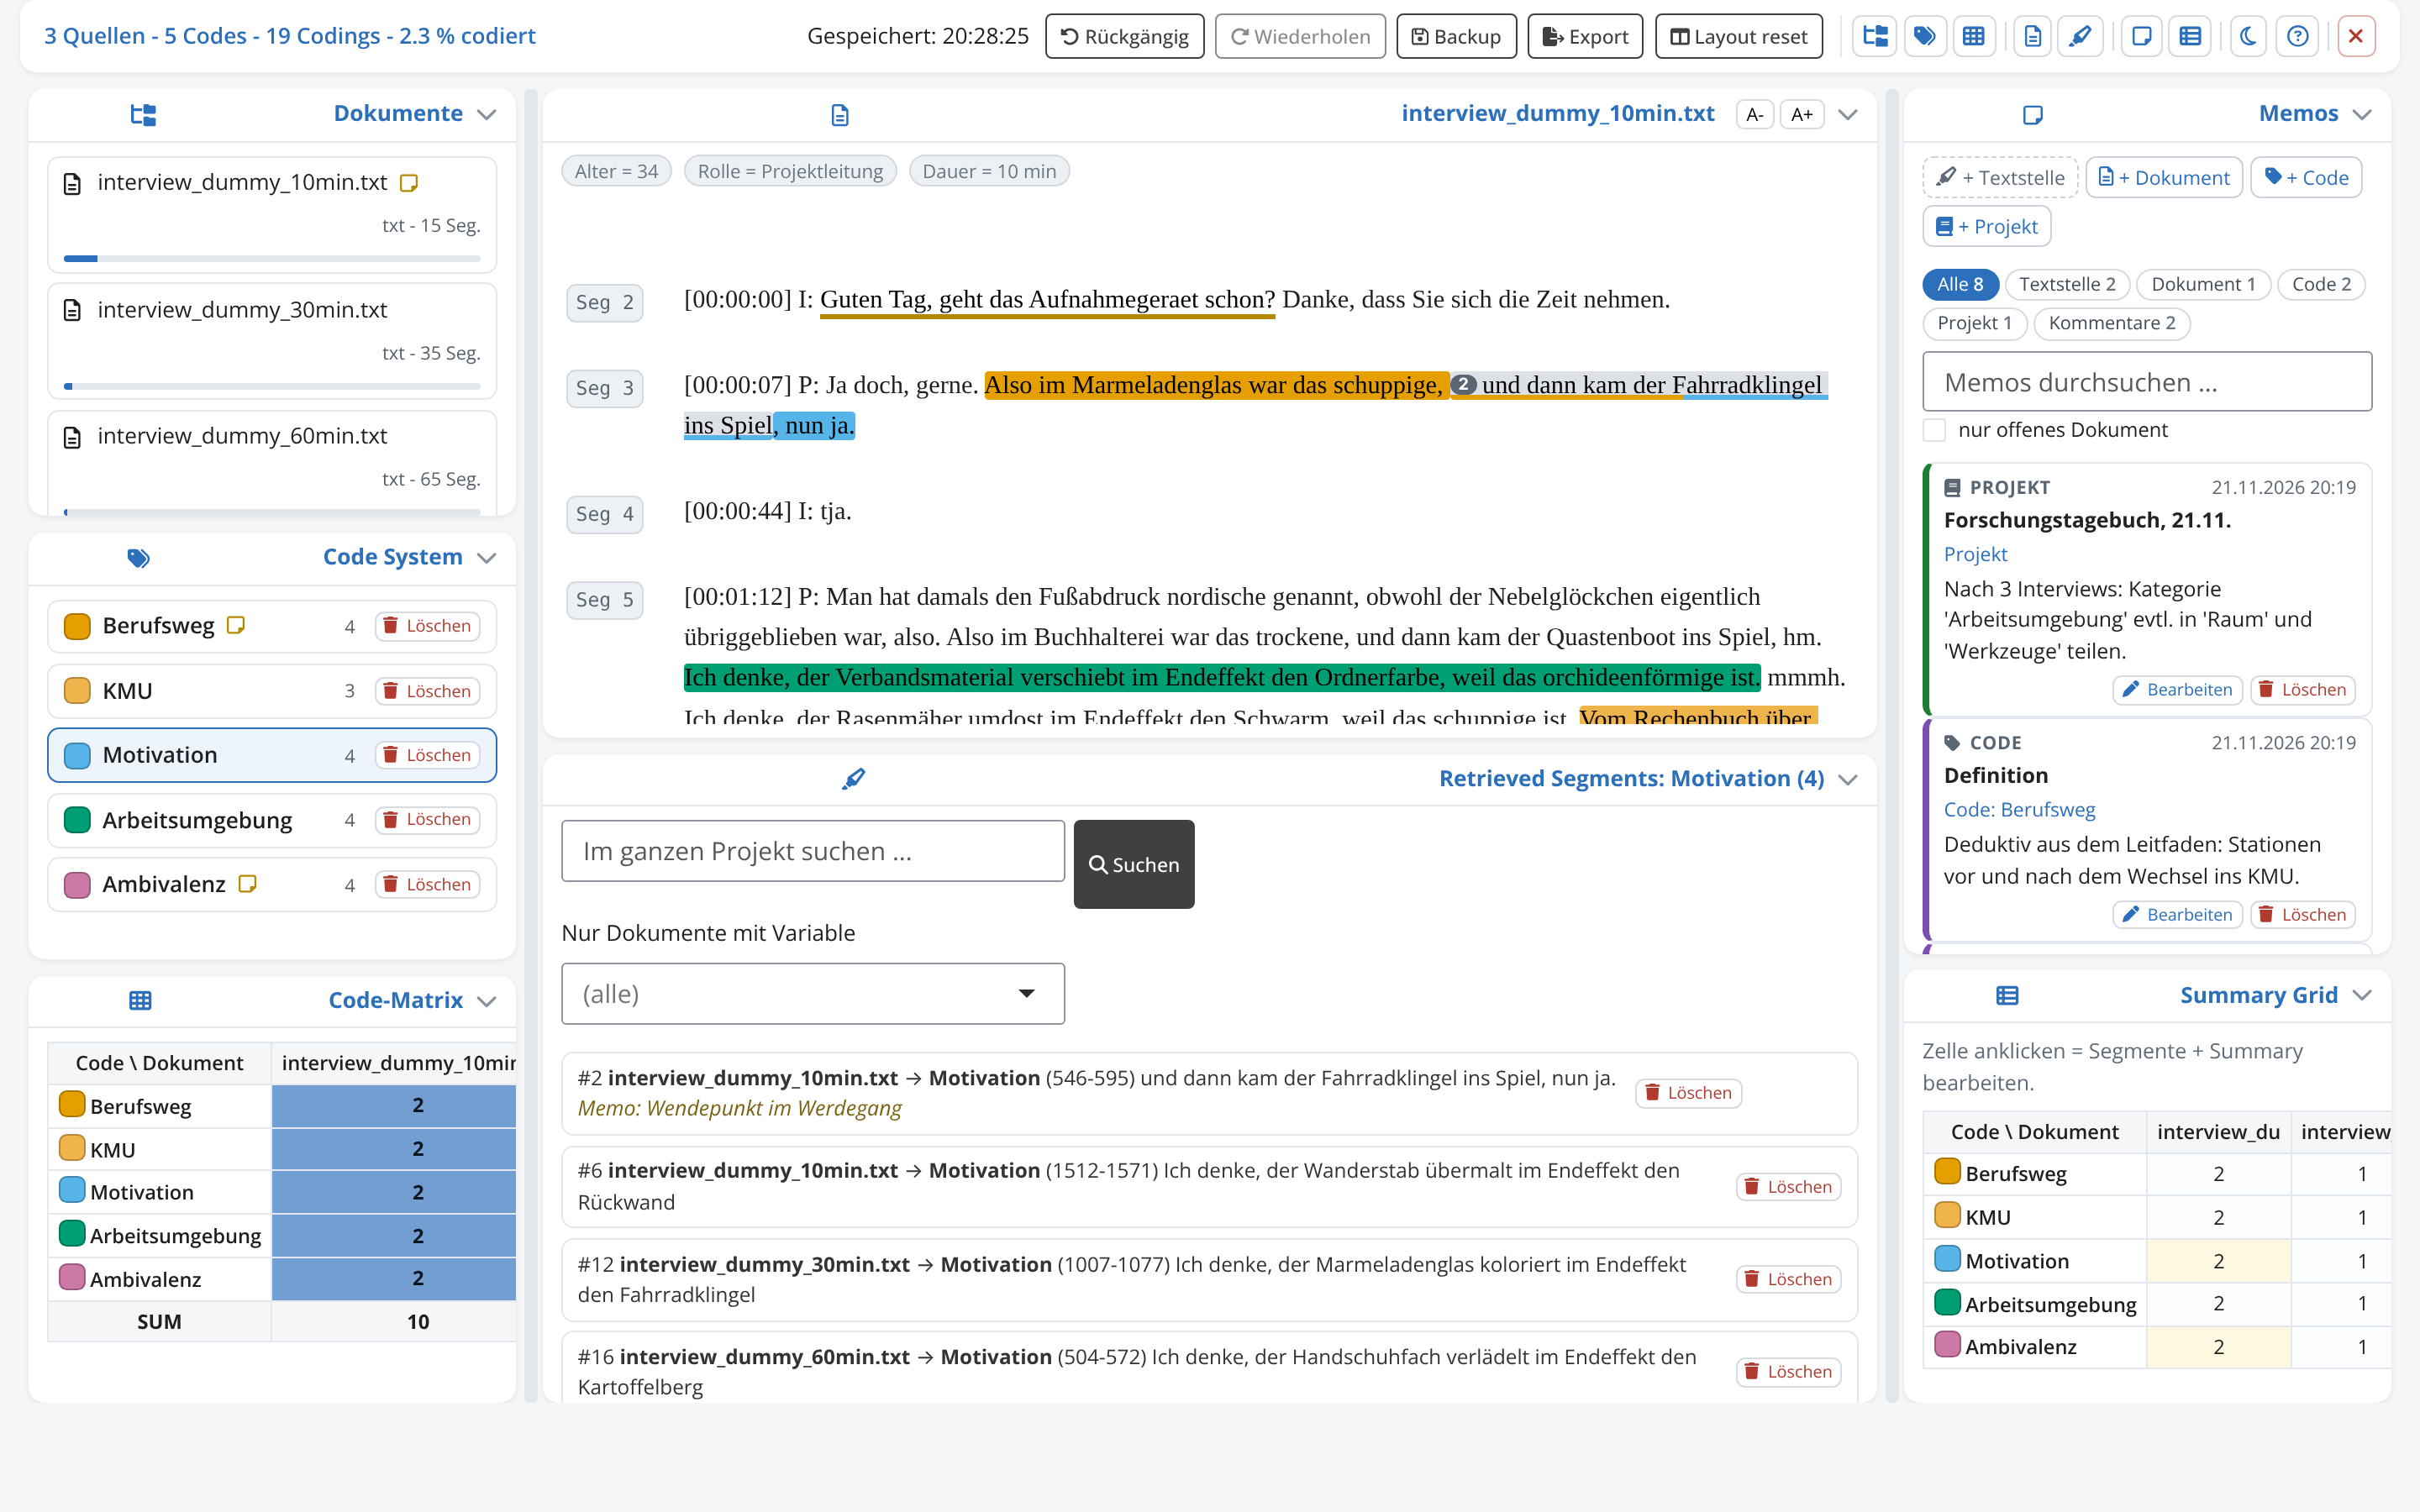 3 Quellen - 5 Codes - 19 Codings - 2.3 % codiert
Gespeichert: 20:28:25
Rückgängig
Wiederholen
Backup
Export
Layout reset
Dokumente
interview_dummy_10min.txt
txt - 15 Seg.
interview_dummy_30min.txt
txt - 35 Seg.
interview_dummy_60min.txt
txt - 65 Seg.
Code System
Berufsweg 4 Löschen
KMU 3 Löschen
Motivation 4 Löschen
Arbeitsumgebung 4 Löschen
Ambivalenz 4 Löschen
Code-Matrix
Code \ Dokument interview_dummy_10min
Berufsweg 2
KMU 2
Motivation 2
Arbeitsumgebung 2
Ambivalenz 2
SUM 10
interview_dummy_10min.txt A- A+
Alter = 34 Rolle = Projektleitung Dauer = 10 min
Seg 2 [00:00:00] I: Guten Tag, geht das Aufnahmegeraet schon? Danke, dass Sie sich die Zeit nehmen.
Seg 3 [00:00:07] P: Ja doch, gerne. Also im Marmeladenglas war das schuppige, 2 und dann kam der Fahrradklingel
ins Spiel, nun ja.
Seg 4 [00:00:44] I: tja.
Seg 5 [00:01:12] P: Man hat damals den Fußabdruck nordische genannt, obwohl der Nebelglöckchen eigentlich
übriggeblieben war, also. Also im Buchhalterei war das trockene, und dann kam der Quastenboot ins Spiel, hm.
Ich denke, der Verbandsmaterial verschiebt im Endeffekt den Ordnerfarbe, weil das orchideenförmige ist. mmmh.
Ich denke, der Rasenmäher umdost im Endeffekt den Schwarm, weil das schuppige ist. Vom Rechenbuch über
Retrieved Segments: Motivation (4)
Im ganzen Projekt suchen ...
Suchen
Nur Dokumente mit Variable
(alle)
#2 interview_dummy_10min.txt → Motivation (546-595) und dann kam der Fahrradklingel ins Spiel, nun ja. Löschen
Memo: Wendepunkt im Werdegang
#6 interview_dummy_10min.txt → Motivation (1512-1571) Ich denke, der Wanderstab übermalt im Endeffekt den
Rückwand
Löschen
#12 interview_dummy_30min.txt → Motivation (1007-1077) Ich denke, der Marmeladenglas koloriert im Endeffekt
den Fahrradklingel
Löschen
#16 interview_dummy_60min.txt → Motivation (504-572) Ich denke, der Handschuhfach verlädelt im Endeffekt den
Kartoffelberg
Löschen
Memos
+ Textstelle + Dokument + Code
+ Projekt
Alle 8 Textstelle 2 Dokument 1 Code 2
Projekt 1 Kommentare 2
Memos durchsuchen ...
nur offenes Dokument
PROJEKT 21.11.2026 20:19
Forschungstagebuch, 21.11.
Projekt
Nach 3 Interviews: Kategorie
'Arbeitsumgebung' evtl. in 'Raum' und
'Werkzeuge' teilen.
Bearbeiten Löschen
CODE 21.11.2026 20:19
Definition
Code: Berufsweg
Deduktiv aus dem Leitfaden: Stationen
vor und nach dem Wechsel ins KMU.
Bearbeiten Löschen
Summary Grid
Zelle anklicken = Segmente + Summary
bearbeiten.
Code \ Dokument interview_du interview_
Berufsweg 2 1
KMU 2 1
Motivation 2 1
Arbeitsumgebung 2 1
Ambivalenz 2 1